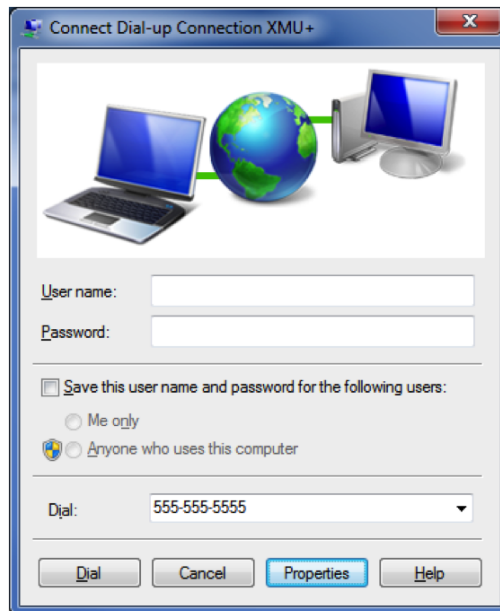 Connect Dial-up Connection XMU+
User name:
Password:
Save this user name and password for the following users:
Me only
Anyone who uses this computer
Dial: 555-555-5555
Dial Cancel Properties Help